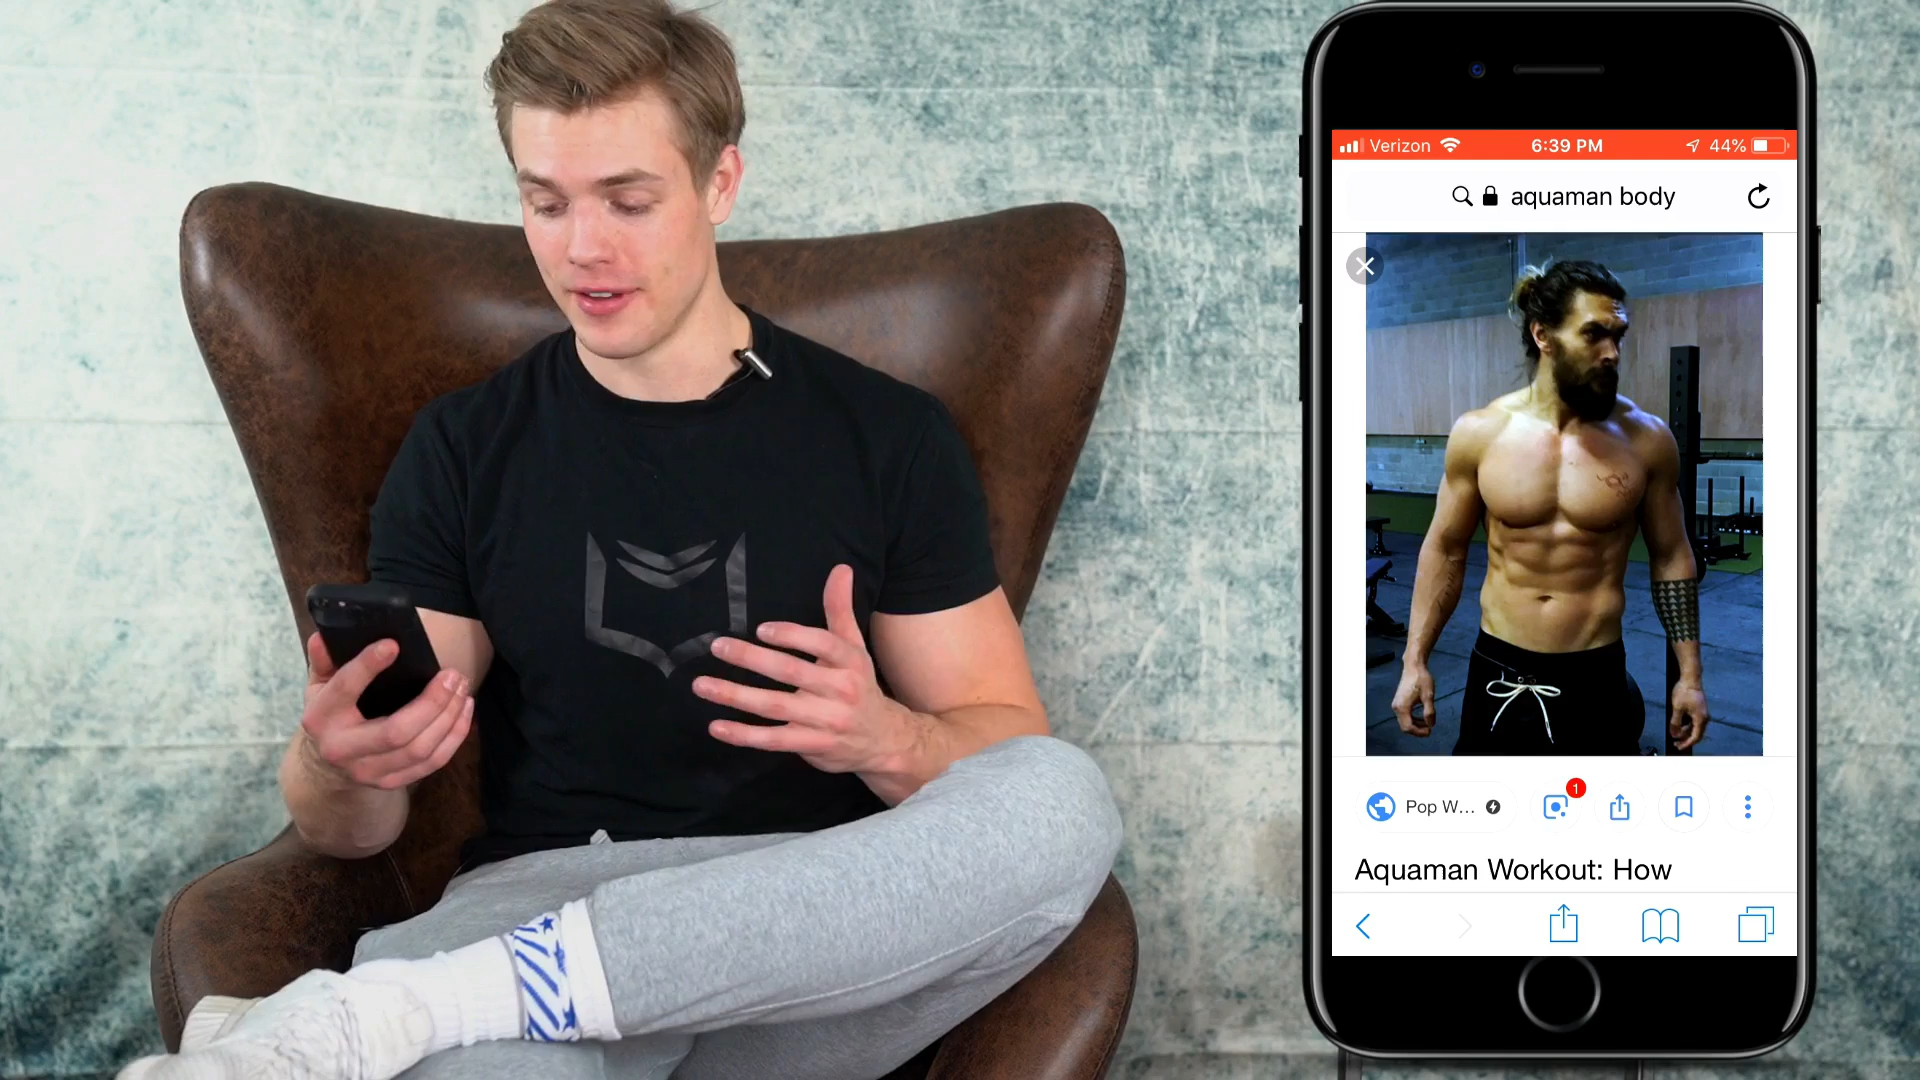 Verizon 6:39 PM 44%
aquaman body
1
Pop W...
Aquaman Workout: How